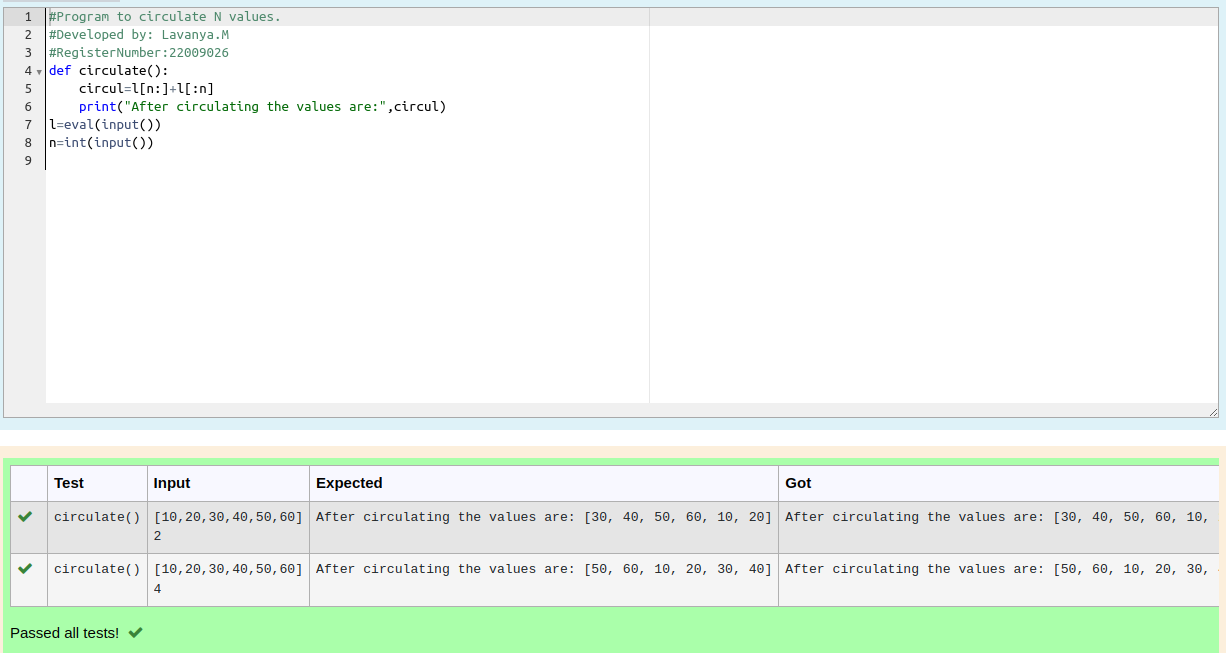 1 #Program to circulate N values.
2 #Developed by: Lavanya.M
3 #RegisterNumber:22009026
4 def circulate():
5     circul=l[n:]+l[:n]
6     print("After circulating the values are:",circul)
7 l=eval(input())
8 n=int(input())
9
Test Input Expected Got
circulate() [10,20,30,40,50,60] After circulating the values are: [30, 40, 50, 60, 10, 20] After circulating the values are: [30, 40, 50, 60, 10,
2
circulate() [10,20,30,40,50,60] After circulating the values are: [50, 60, 10, 20, 30, 40] After circulating the values are: [50, 60, 10, 20, 30,
4
Passed all tests!